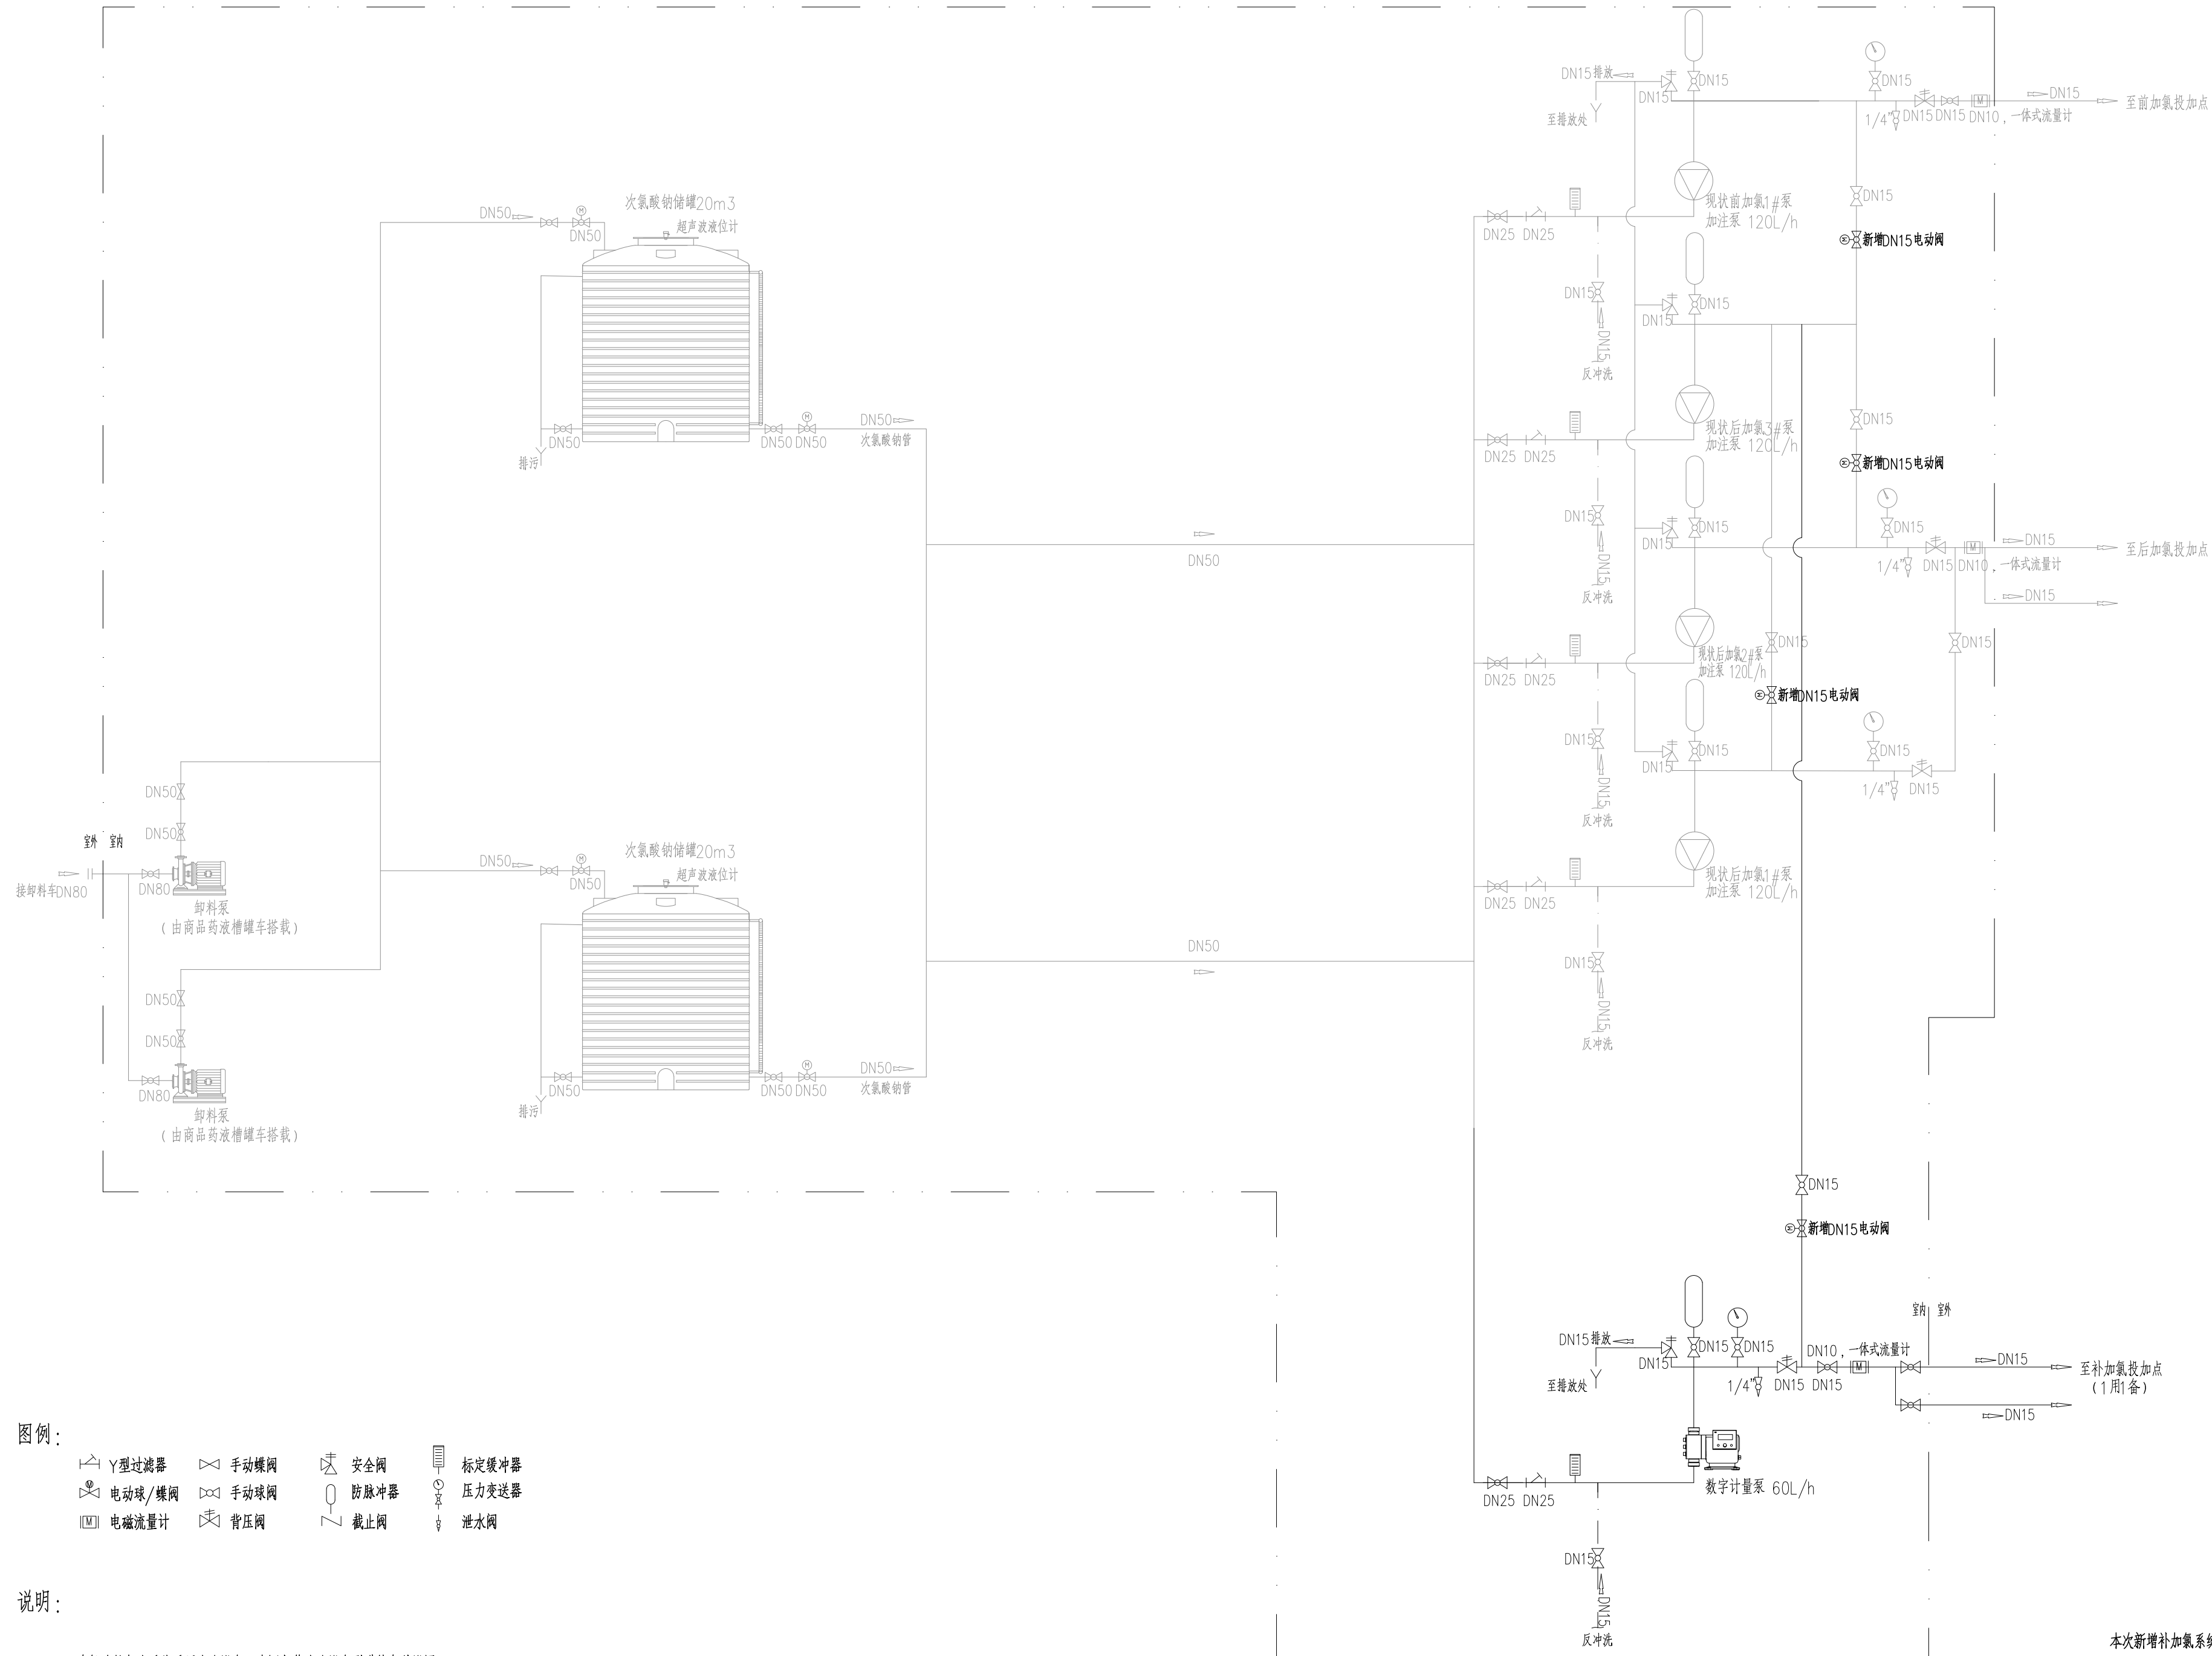 DN15排放
DN15
DN15
DN15
DN15
至前加氯投加点
至排放处
1/4"
DN15
DN15
DN10，一体式流量计
次氯酸钠储罐20m3
超声波液位计
DN50
DN50
现状前加氯1#泵
加注泵 120L/h
DN15
DN25
DN25
新增DN15电动阀
DN15
DN15
DN15
DN15
反冲洗
DN50
DN50
DN50
DN50
次氯酸钠管
排污
现状后加氯3#泵
加注泵 120L/h
DN15
DN25
DN25
新增DN15电动阀
DN15
DN15
DN15
DN15
DN15
DN15
至后加氯投加点
DN50
1/4"
DN15
DN10，一体式流量计
DN15
反冲洗
DN15
DN15
现状后加氯2#泵
加注泵 120L/h
DN25
DN25
新增DN15电动阀
DN15
DN15
DN15
DN15
DN15
1/4"
DN15
反冲洗
DN50
DN50
室外
室内
接卸料车DN80
DN80
卸料泵
（由商品药液槽罐车搭载）
次氯酸钠储罐20m3
超声波液位计
DN50
DN50
现状后加氯1#泵
加注泵 120L/h
DN25
DN25
DN50
DN15
DN15
反冲洗
DN50
DN50
DN80
卸料泵
（由商品药液槽罐车搭载）
DN50
DN50
DN50
DN50
次氯酸钠管
排污
DN15
新增DN15电动阀
室内
室外
DN15排放
DN15
DN15
DN15
DN10，一体式流量计
DN15
至补加氯投加点
（1用1备）
至排放处
1/4"
DN15
DN15
DN15
数字计量泵 60L/h
DN25
DN25
DN15
DN15
反冲洗
图例：
Y型过滤器
手动蝶阀
安全阀
标定缓冲器
电动球/蝶阀
手动球阀
防脉冲器
压力变送器
电磁流量计
背压阀
截止阀
泄水阀
说明：
本次新增补加氯系统